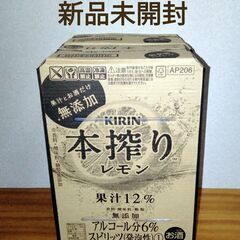 新品未開封
AP206
果汁とお酒だけ
無添加
KIRIN
本搾り
レモン
果汁12%
無添加
アルコール分6%
スピリッツ(発泡性)①
お酒